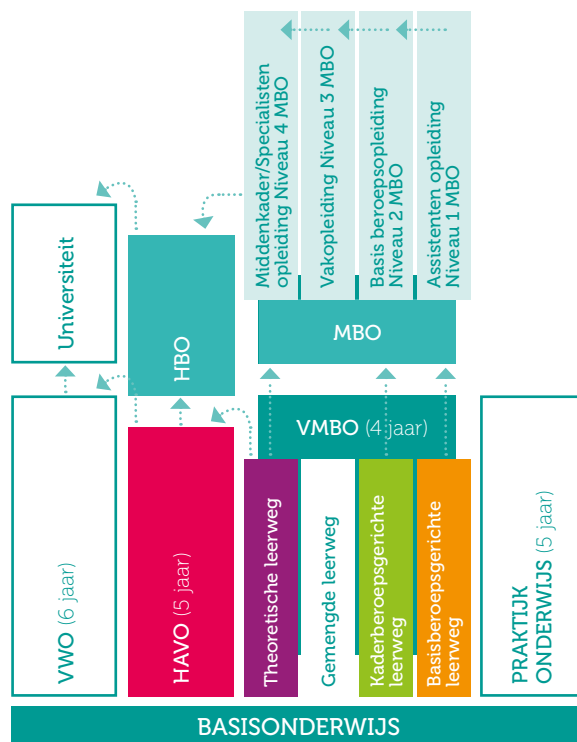 Middenkader/Specialisten
opleiding Niveau 4 MBO
Vakopleiding Niveau 3 MBO
Basis beroepsopleiding
Niveau 2 MBO
Assistenten opleiding
Niveau 1 MBO
Universiteit
HBO
MBO
VMBO (4 jaar)
VWO (6 jaar)
HAVO (5 jaar)
Theoretische leerweg
Gemengde leerweg
Kaderberoepsgerichte
leerweg
Basisberoepsgerichte
leerweg
PRAKTIJK
ONDERWIJS (5 jaar)
BASISONDERWIJS